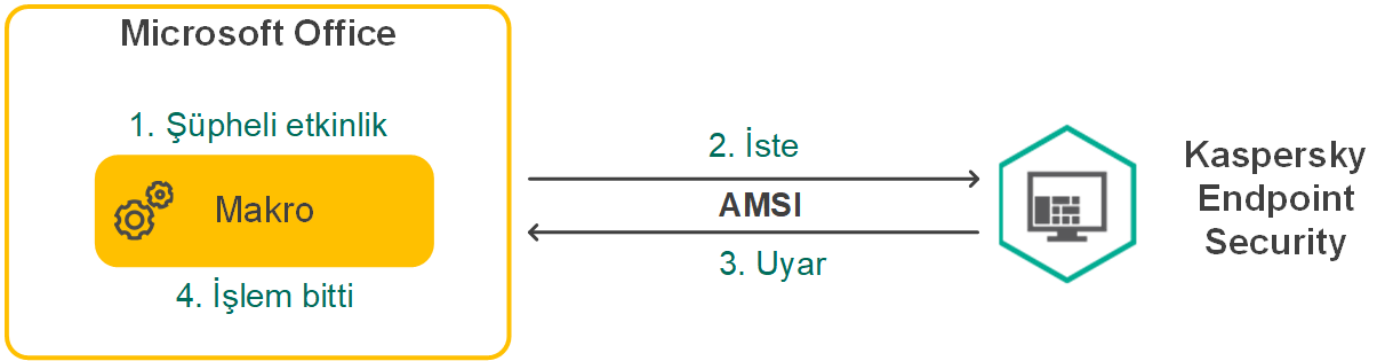 Microsoft Office
1. Şüpheli etkinlik
Makro
4. İşlem bitti
2. İste
AMSI
3. Uyar
Kaspersky
Endpoint
Security